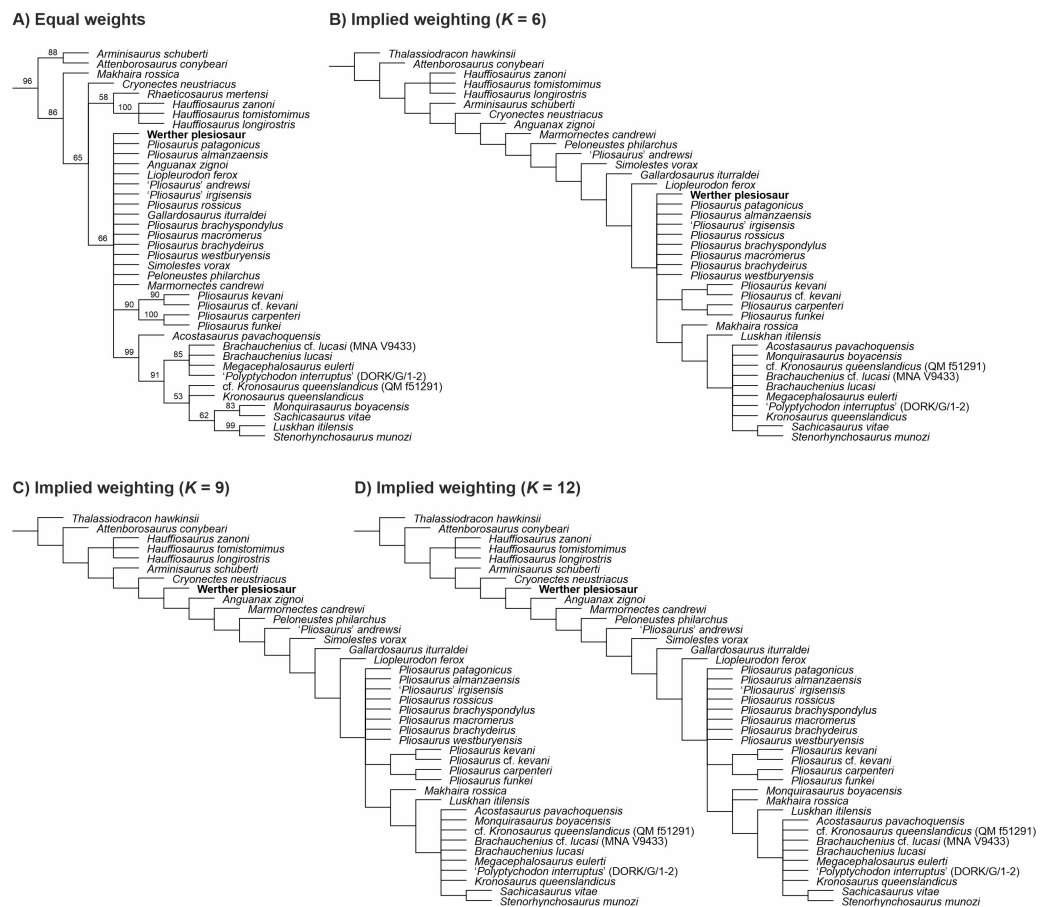 A) Equal weights
88
Arminisaurus schuberti
Attenborosaurus conybeari
96
Makhaira rossica
86
Cryonectes neustriacus
58
Rhaeticosaurus mertensi
100
Hauffiosaurus zanoni
Hauffiosaurus tomistomimus
Hauffiosaurus longirostris
Werther plesiosaur
Pliosaurus patagonicus
Pliosaurus almanzaensis
65
Anguanax zignoi
Liopleurodon ferox
'Pliosaurus' andrewsi
'Pliosaurus' irgisensis
Pliosaurus rossicus
Gallardosaurus iturraldei
Pliosaurus brachyspondylus
Pliosaurus macromerus
66
Pliosaurus brachydeirus
Pliosaurus westburyensis
Simolestes vorax
Peloneustes philarchus
Marmornectes candrewi
90
Pliosaurus kevani
90
Pliosaurus cf. kevani
100
Pliosaurus carpenteri
Pliosaurus funkei
Acostasaurus pavachoquensis
99
Brachauchenius cf. lucasi (MNA V9433)
85
Brachauchenius lucasi
Megacephalosaurus eulerti
91
'Polyptychodon interruptus' (DORK/G/1-2)
cf. Kronosaurus queenslandicus (QM f51291)
53
Kronosaurus queenslandicus
83
Monquirasaurus boyacensis
62
Sachicasaurus vitae
99
Luskhan itilensis
Stenorhynchosaurus munozi
B) Implied weighting (K = 6)
Thalassiodracon hawkinsii
Attenborosaurus conybeari
Hauffiosaurus zanoni
Hauffiosaurus tomistomimus
Hauffiosaurus longirostris
Arminisaurus schuberti
Cryonectes neustriacus
Anguanax zignoi
Marmornectes candrewi
Peloneustes philarchus
'Pliosaurus' andrewsi
Simolestes vorax
Gallardosaurus iturraldei
Liopleurodon ferox
Werther plesiosaur
Pliosaurus patagonicus
Pliosaurus almanzaensis
'Pliosaurus' irgisensis
Pliosaurus rossicus
Pliosaurus brachyspondylus
Pliosaurus macromerus
Pliosaurus brachydeirus
Pliosaurus westburyensis
Pliosaurus kevani
Pliosaurus cf. kevani
Pliosaurus carpenteri
Pliosaurus funkei
Makhaira rossica
Luskhan itilensis
Acostasaurus pavachoquensis
Monquirasaurus boyacensis
cf. Kronosaurus queenslandicus (QM f51291)
Brachauchenius cf. lucasi (MNA V9433)
Brachauchenius lucasi
Megacephalosaurus eulerti
'Polyptychodon interruptus' (DORK/G/1-2)
Kronosaurus queenslandicus
Sachicasaurus vitae
Stenorhynchosaurus munozi
C) Implied weighting (K = 9)
Thalassiodracon hawkinsii
Attenborosaurus conybeari
Hauffiosaurus zanoni
Hauffiosaurus tomistomimus
Hauffiosaurus longirostris
Arminisaurus schuberti
Cryonectes neustriacus
Werther plesiosaur
Anguanax zignoi
Marmornectes candrewi
Peloneustes philarchus
'Pliosaurus' andrewsi
Simolestes vorax
Gallardosaurus iturraldei
Liopleurodon ferox
Pliosaurus patagonicus
Pliosaurus almanzaensis
'Pliosaurus' irgisensis
Pliosaurus rossicus
Pliosaurus brachyspondylus
Pliosaurus macromerus
Pliosaurus brachydeirus
Pliosaurus westburyensis
Pliosaurus kevani
Pliosaurus cf. kevani
Pliosaurus carpenteri
Pliosaurus funkei
Makhaira rossica
Luskhan itilensis
Acostasaurus pavachoquensis
Monquirasaurus boyacensis
cf. Kronosaurus queenslandicus (QM f51291)
Brachauchenius cf. lucasi (MNA V9433)
Brachauchenius lucasi
Megacephalosaurus eulerti
'Polyptychodon interruptus' (DORK/G/1-2)
Kronosaurus queenslandicus
Sachicasaurus vitae
Stenorhynchosaurus munozi
D) Implied weighting (K = 12)
Thalassiodracon hawkinsii
Attenborosaurus conybeari
Hauffiosaurus zanoni
Hauffiosaurus tomistomimus
Hauffiosaurus longirostris
Arminisaurus schuberti
Cryonectes neustriacus
Werther plesiosaur
Anguanax zignoi
Marmornectes candrewi
Peloneustes philarchus
'Pliosaurus' andrewsi
Simolestes vorax
Gallardosaurus iturraldei
Liopleurodon ferox
Pliosaurus patagonicus
Pliosaurus almanzaensis
'Pliosaurus' irgisensis
Pliosaurus rossicus
Pliosaurus brachyspondylus
Pliosaurus macromerus
Pliosaurus brachydeirus
Pliosaurus westburyensis
Pliosaurus kevani
Pliosaurus cf. kevani
Pliosaurus carpenteri
Pliosaurus funkei
Monquirasaurus boyacensis
Makhaira rossica
Luskhan itilensis
Acostasaurus pavachoquensis
cf. Kronosaurus queenslandicus (QM f51291)
Brachauchenius cf. lucasi (MNA V9433)
Brachauchenius lucasi
Megacephalosaurus eulerti
'Polyptychodon interruptus' (DORK/G/1-2)
Kronosaurus queenslandicus
Sachicasaurus vitae
Stenorhynchosaurus munozi